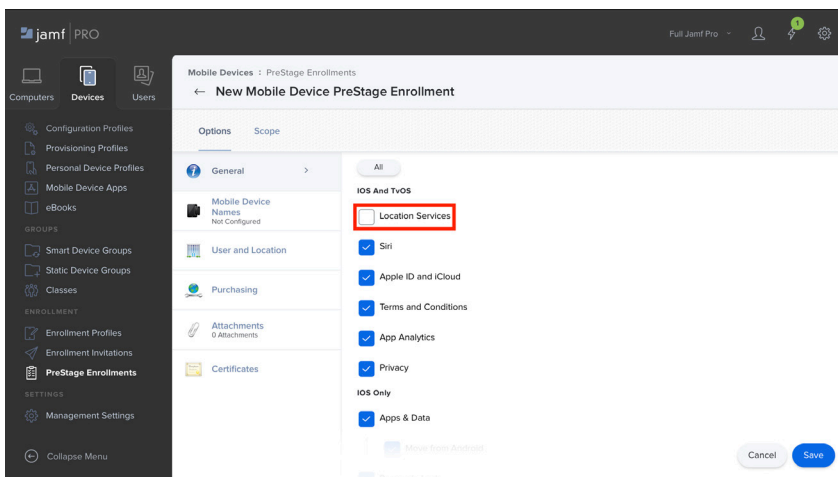 jamf PRO
Full Jamf Pro
1
Computers
Devices
Users
Configuration Profiles
Provisioning Profiles
Personal Device Profiles
Mobile Device Apps
eBooks
GROUPS
Smart Device Groups
Static Device Groups
Classes
ENROLLMENT
Enrollment Profiles
Enrollment Invitations
PreStage Enrollments
SETTINGS
Management Settings
Collapse Menu
Mobile Devices : PreStage Enrollments
← New Mobile Device PreStage Enrollment
Options
Scope
General
Mobile Device
Names
Not Configured
User and Location
Purchasing
Attachments
0 Attachments
Certificates
All
IOS And TvOS
Location Services
Siri
Apple ID and iCloud
Terms and Conditions
App Analytics
Privacy
IOS Only
Apps & Data
Move from Android
Cancel
Save